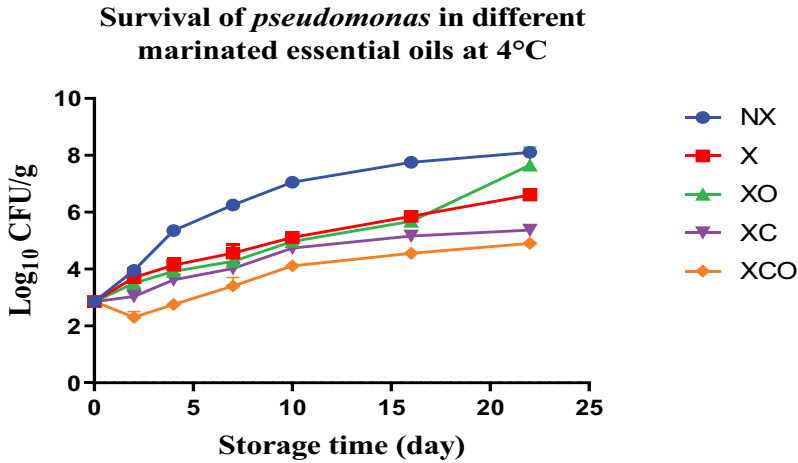 Survival of pseudomonas in different
marinated essential oils at 4°C
10
8
6
4
2
0
Log10 CFU/g
0 5 10 15 20 25
Storage time (day)
NX
X
XO
XC
XCO